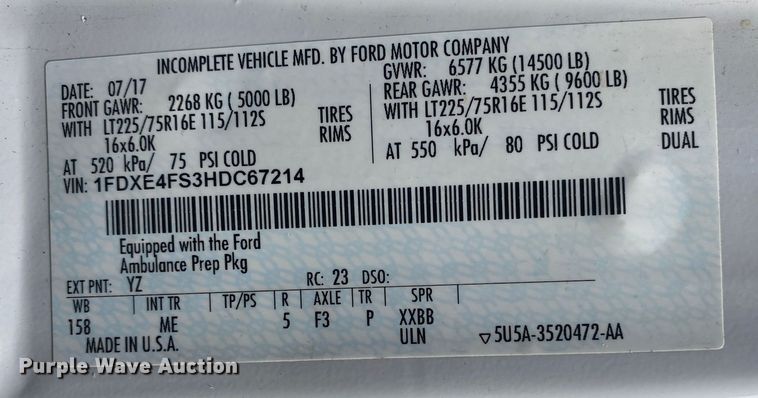 INCOMPLETE VEHICLE MFD. BY FORD MOTOR COMPANY
DATE: 07/17
GVWR: 6577 KG (14500 LB)
FRONT GAWR: 2268 KG ( 5000 LB)
REAR GAWR: 4355 KG ( 9600 LB)
WITH LT225/75R16E 115/112S TIRES
WITH LT225/75R16E 115/112S TIRES
16x6.0K RIMS
16x6.0K RIMS
AT 520 kPa/ 75 PSI COLD
AT 550 kPa/ 80 PSI COLD DUAL
VIN: 1FDXE4FS3HDC67214
Equipped with the Ford
Ambulance Prep Pkg
EXT PNT: YZ RC: 23 DSO:
WB INT TR TP/PS R AXLE TR SPR
158 ME 5 F3 P XXBB
MADE IN U.S.A. ULN ▽5U5A-3520472-AA
Purple Wave Auction